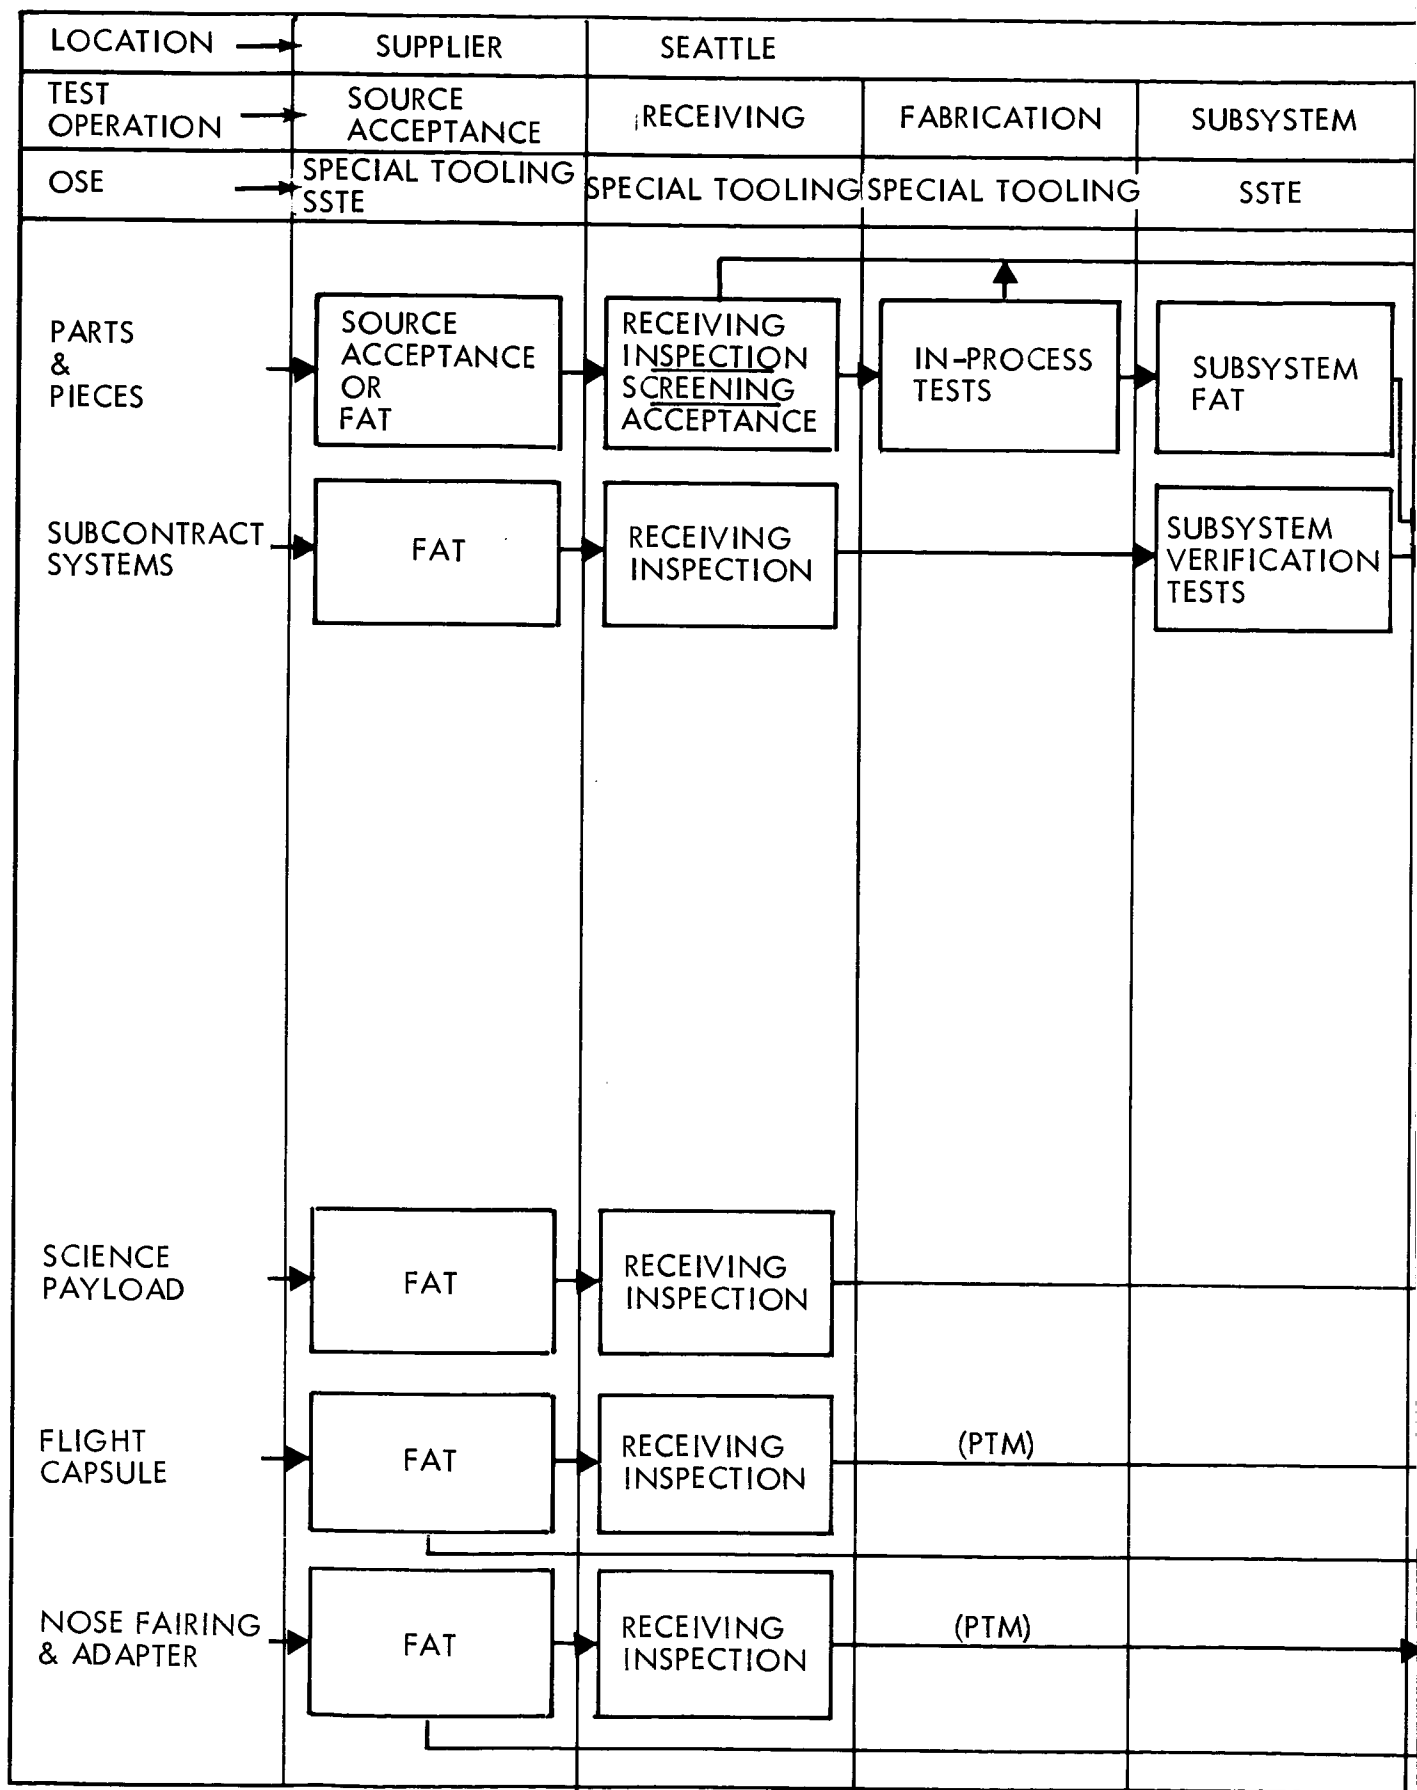 LOCATION
SUPPLIER
SEATTLE
TEST
OPERATION
SOURCE
ACCEPTANCE
RECEIVING
FABRICATION
SUBSYSTEM
OSE
SPECIAL TOOLING
SSTE
SPECIAL TOOLING
SPECIAL TOOLING
SSTE
PARTS
&
PIECES
SOURCE
ACCEPTANCE
OR
FAT
RECEIVING
INSPECTION
SCREENING
ACCEPTANCE
IN-PROCESS
TESTS
SUBSYSTEM
FAT
SUBCONTRACT
SYSTEMS
FAT
RECEIVING
INSPECTION
SUBSYSTEM
VERIFICATION
TESTS
SCIENCE
PAYLOAD
FAT
RECEIVING
INSPECTION
FLIGHT
CAPSULE
FAT
RECEIVING
INSPECTION
(PTM)
NOSE FAIRING
& ADAPTER
FAT
RECEIVING
INSPECTION
(PTM)